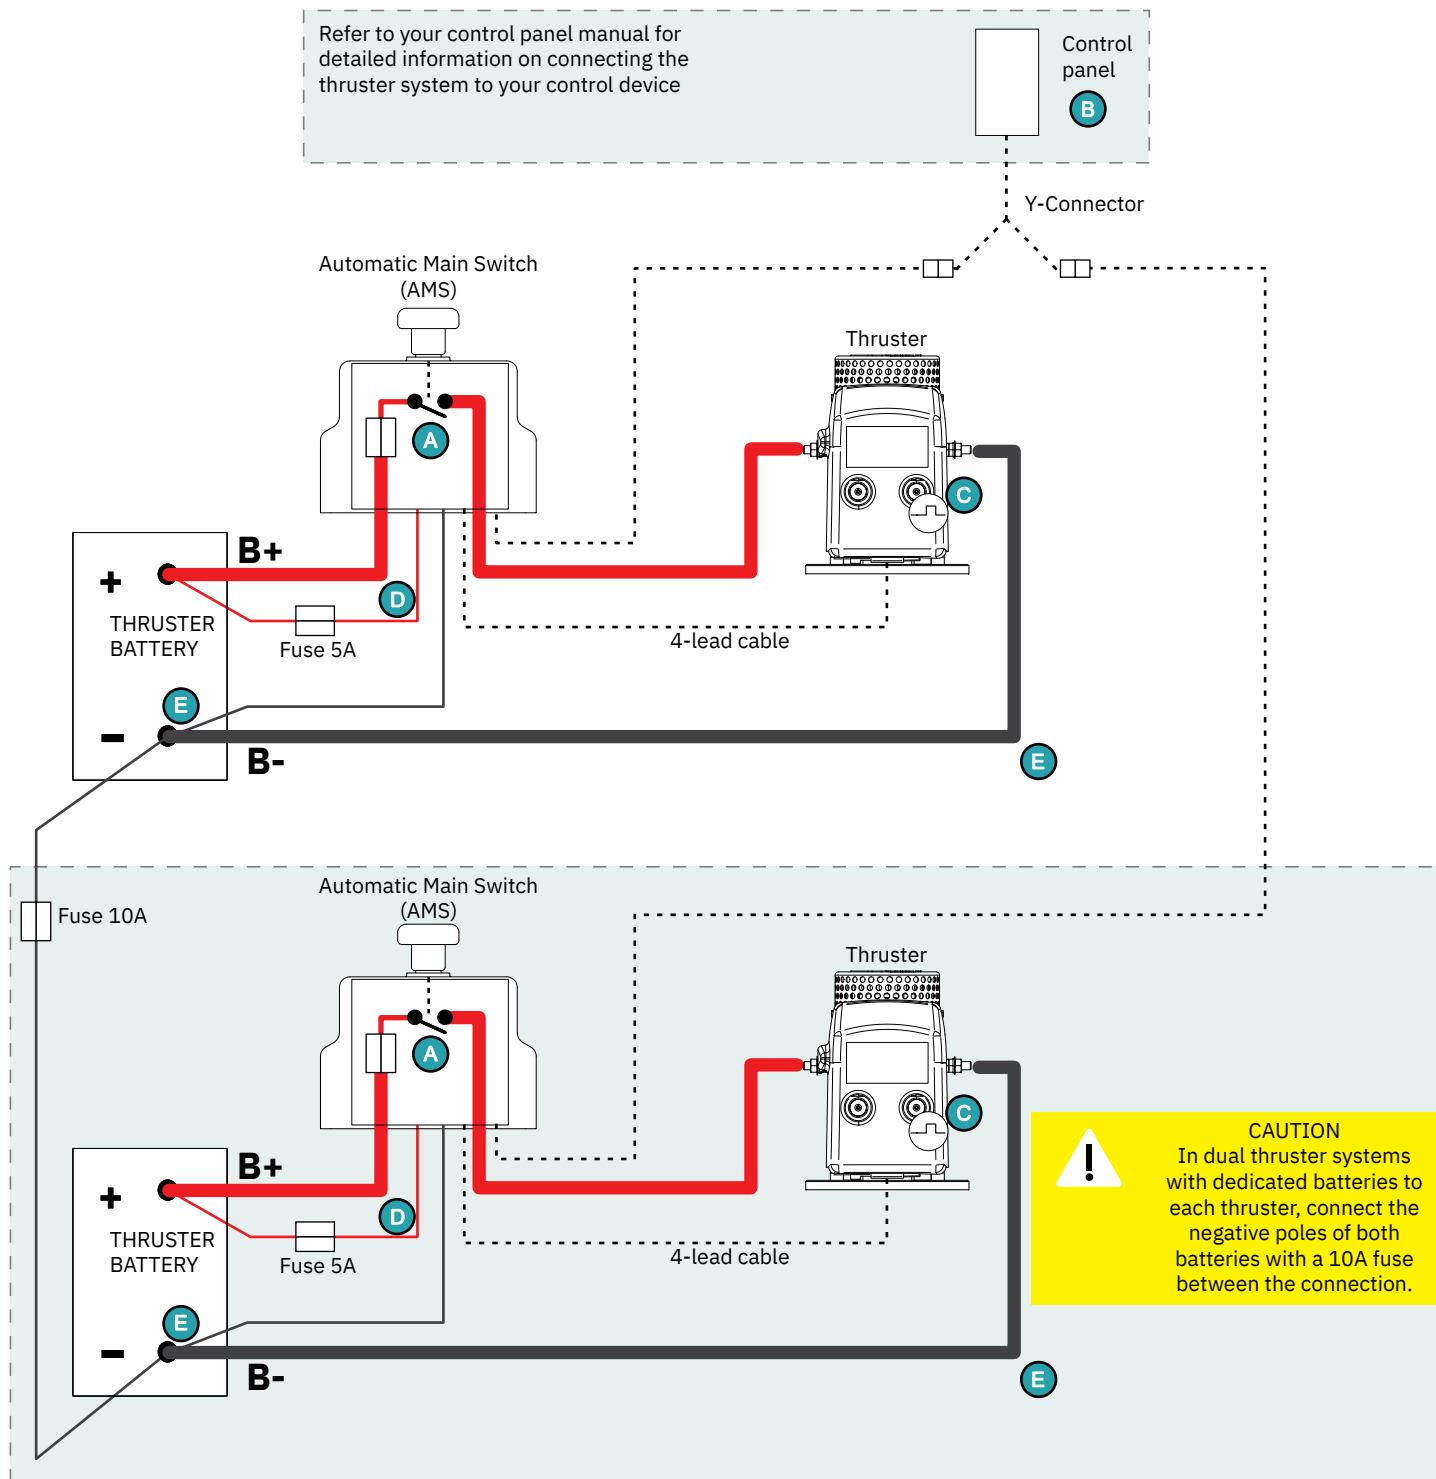 Refer to your control panel manual for
detailed information on connecting the
thruster system to your control device
Control
panel
B
Y-Connector
Automatic Main Switch
(AMS)
Thruster
A
C
B+
+
D
THRUSTER
BATTERY
Fuse 5A
4-lead cable
E
-
B-
E
Automatic Main Switch
(AMS)
Fuse 10A
Thruster
A
C
CAUTION
In dual thruster systems
with dedicated batteries to
each thruster, connect the
negative poles of both
batteries with a 10A fuse
between the connection.
B+
+
D
THRUSTER
BATTERY
Fuse 5A
4-lead cable
E
-
B-
E